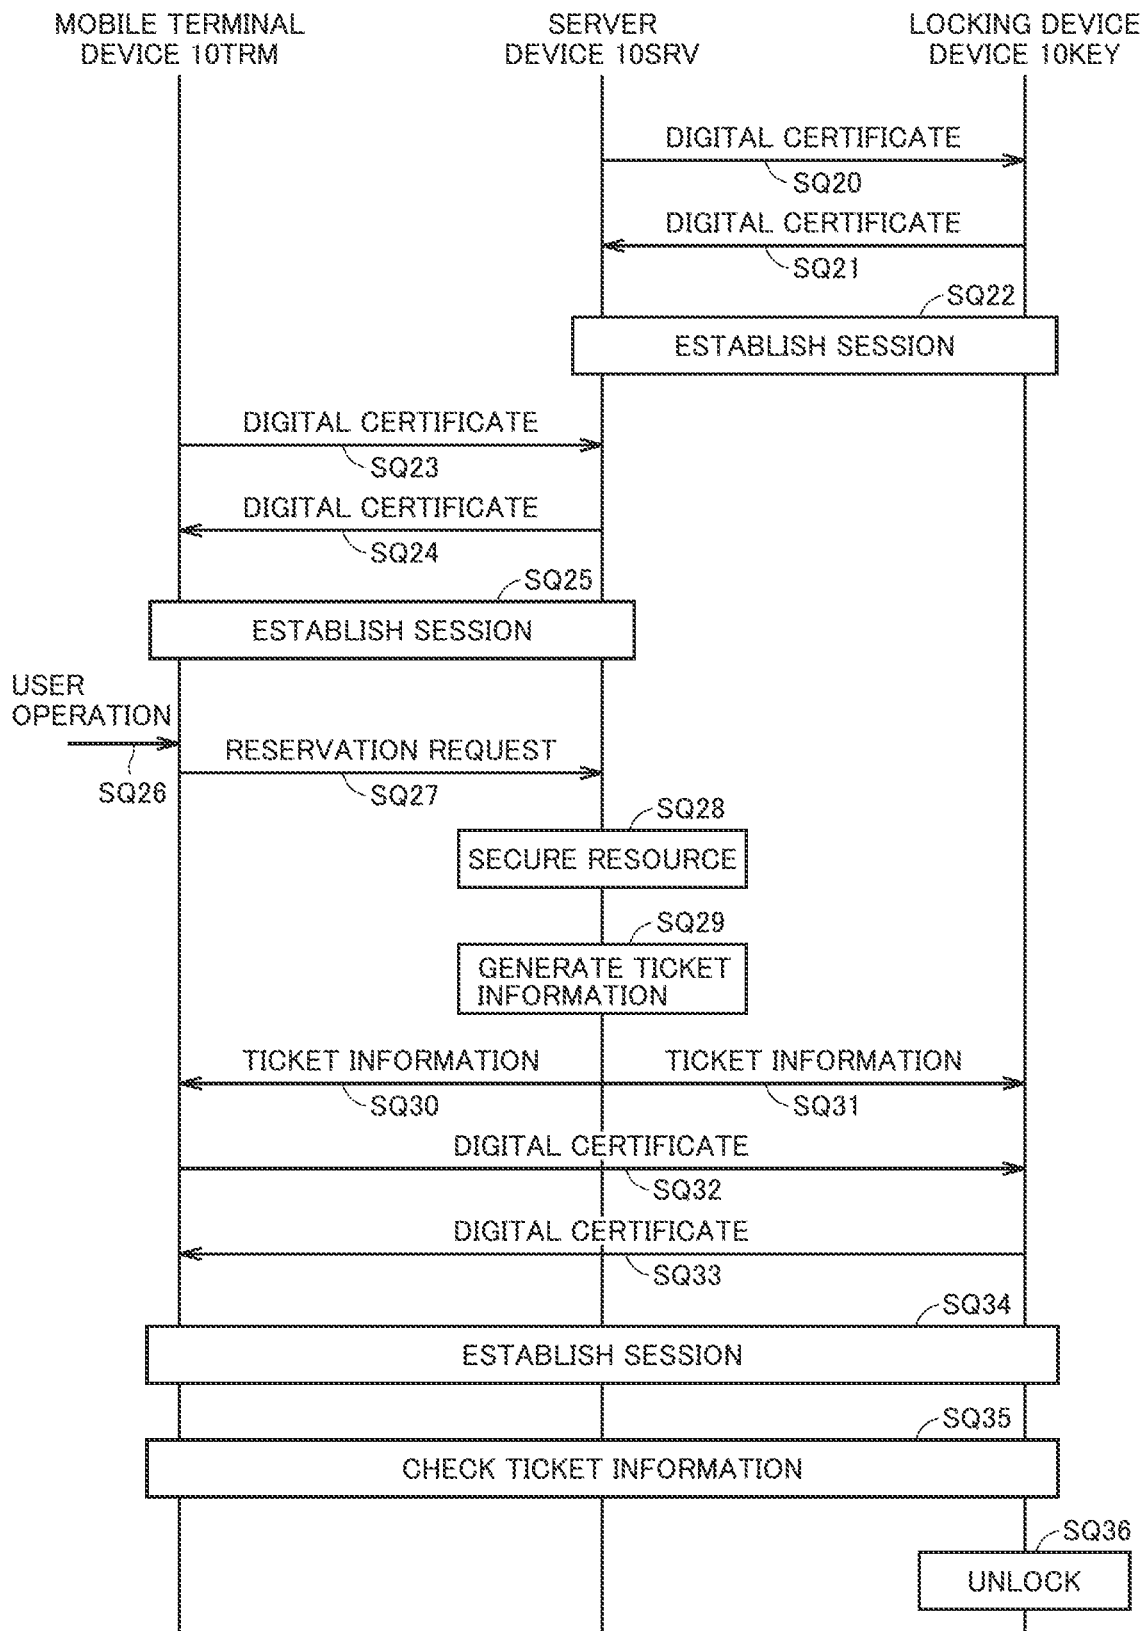 MOBILE TERMINAL
DEVICE 10TRM
SERVER
DEVICE 10SRV
LOCKING DEVICE
DEVICE 10KEY
DIGITAL CERTIFICATE
SQ20
DIGITAL CERTIFICATE
SQ21
SQ22
ESTABLISH SESSION
DIGITAL CERTIFICATE
SQ23
DIGITAL CERTIFICATE
SQ24
SQ25
ESTABLISH SESSION
USER
OPERATION
SQ26
RESERVATION REQUEST
SQ27
SQ28
SECURE RESOURCE
SQ29
GENERATE TICKET
INFORMATION
TICKET INFORMATION
SQ30
TICKET INFORMATION
SQ31
DIGITAL CERTIFICATE
SQ32
DIGITAL CERTIFICATE
SQ33
SQ34
ESTABLISH SESSION
SQ35
CHECK TICKET INFORMATION
SQ36
UNLOCK